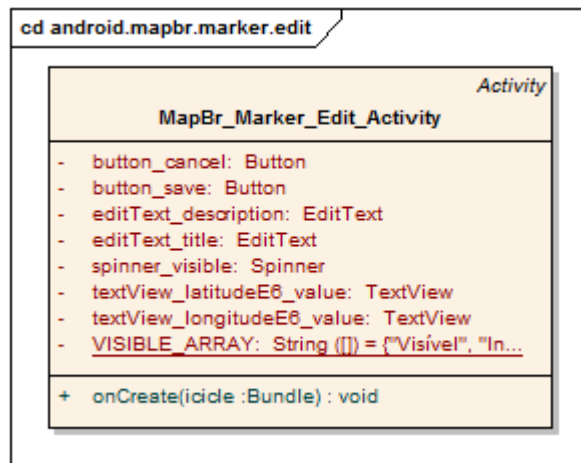 cd android.mapbr.marker.edit
Activity
MapBr_Marker_Edit_Activity
- button_cancel: Button
- button_save: Button
- editText_description: EditText
- editText_title: EditText
- spinner_visible: Spinner
- textView_latitudeE6_value: TextView
- textView_longitudeE6_value: TextView
- VISIBLE_ARRAY: String ([]) = {"Visível", "In...
+ onCreate(icicle :Bundle) : void